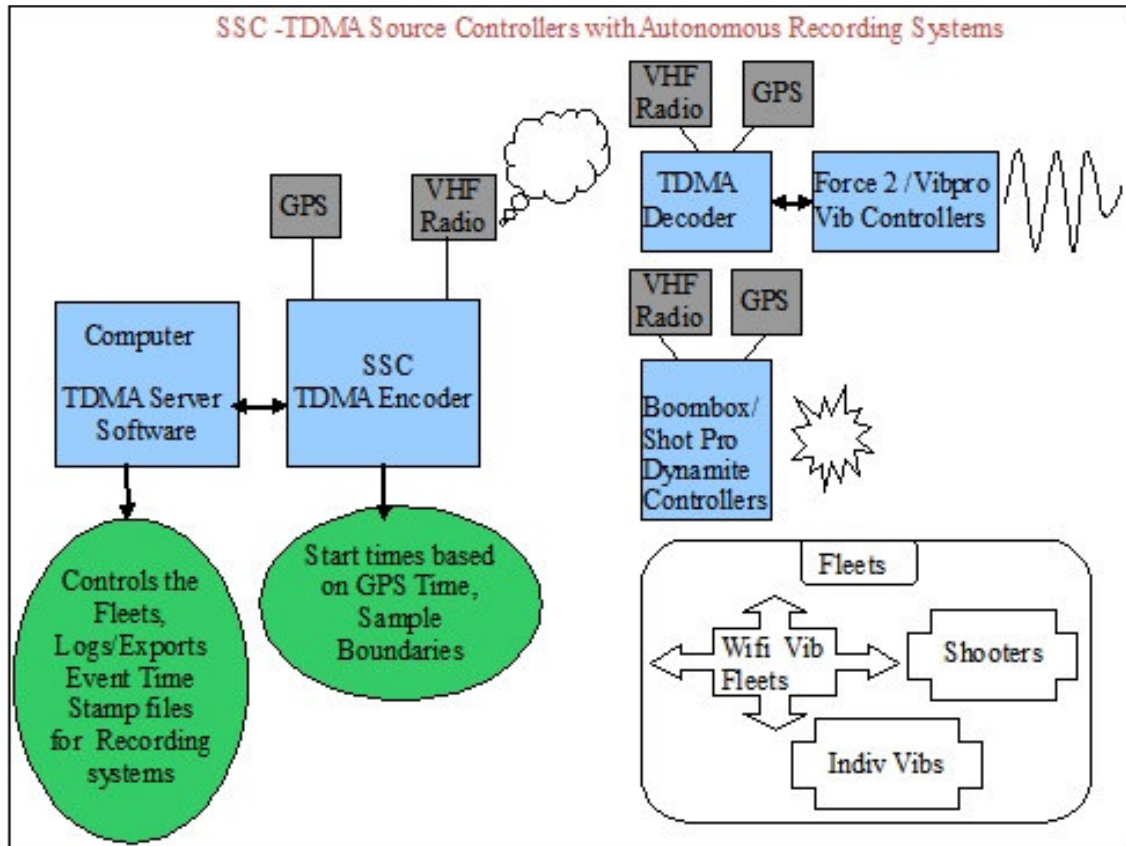 SSC -TDMA Source Controllers with Autonomous Recording Systems
VHF
Radio
GPS
TDMA
Decoder
Force 2 /Vibpro
Vib Controllers
GPS
VHF
Radio
VHF
Radio
GPS
Computer
TDMA Server
Software
SSC
TDMA Encoder
Boombox/
Shot Pro
Dynamite
Controllers
Controls the
Fleets,
Logs/Exports
Event Time
Stamp files
for Recording
systems
Start times based
on GPS Time,
Sample
Boundaries
Fleets
Wifi Vib
Fleets
Shooters
Indiv Vibs